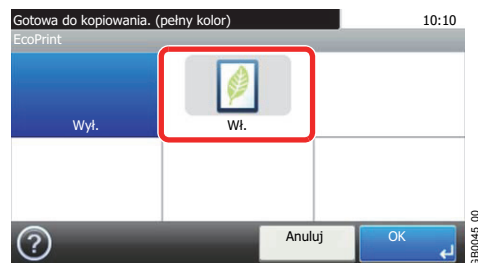 Gotowa do kopiowania. (pełny kolor) 10:10
EcoPrint
Wył. Wł.
? Anuluj OK
GB0045_00